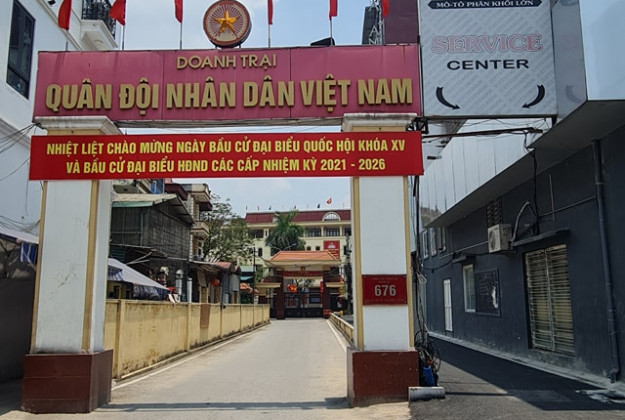 DOANH TRẠI
QUÂN ĐỘI NHÂN DÂN VIỆT NAM
NHIỆT LIỆT CHÀO MỪNG NGÀY BẦU CỬ ĐẠI BIỂU QUỐC HỘI KHÓA XV
VÀ BẦU CỬ ĐẠI BIỂU HĐND CÁC CẤP NHIỆM KỲ 2021 - 2026
MÔ-TÔ PHÂN KHỐI LỚN
SERVICE
CENTER
676